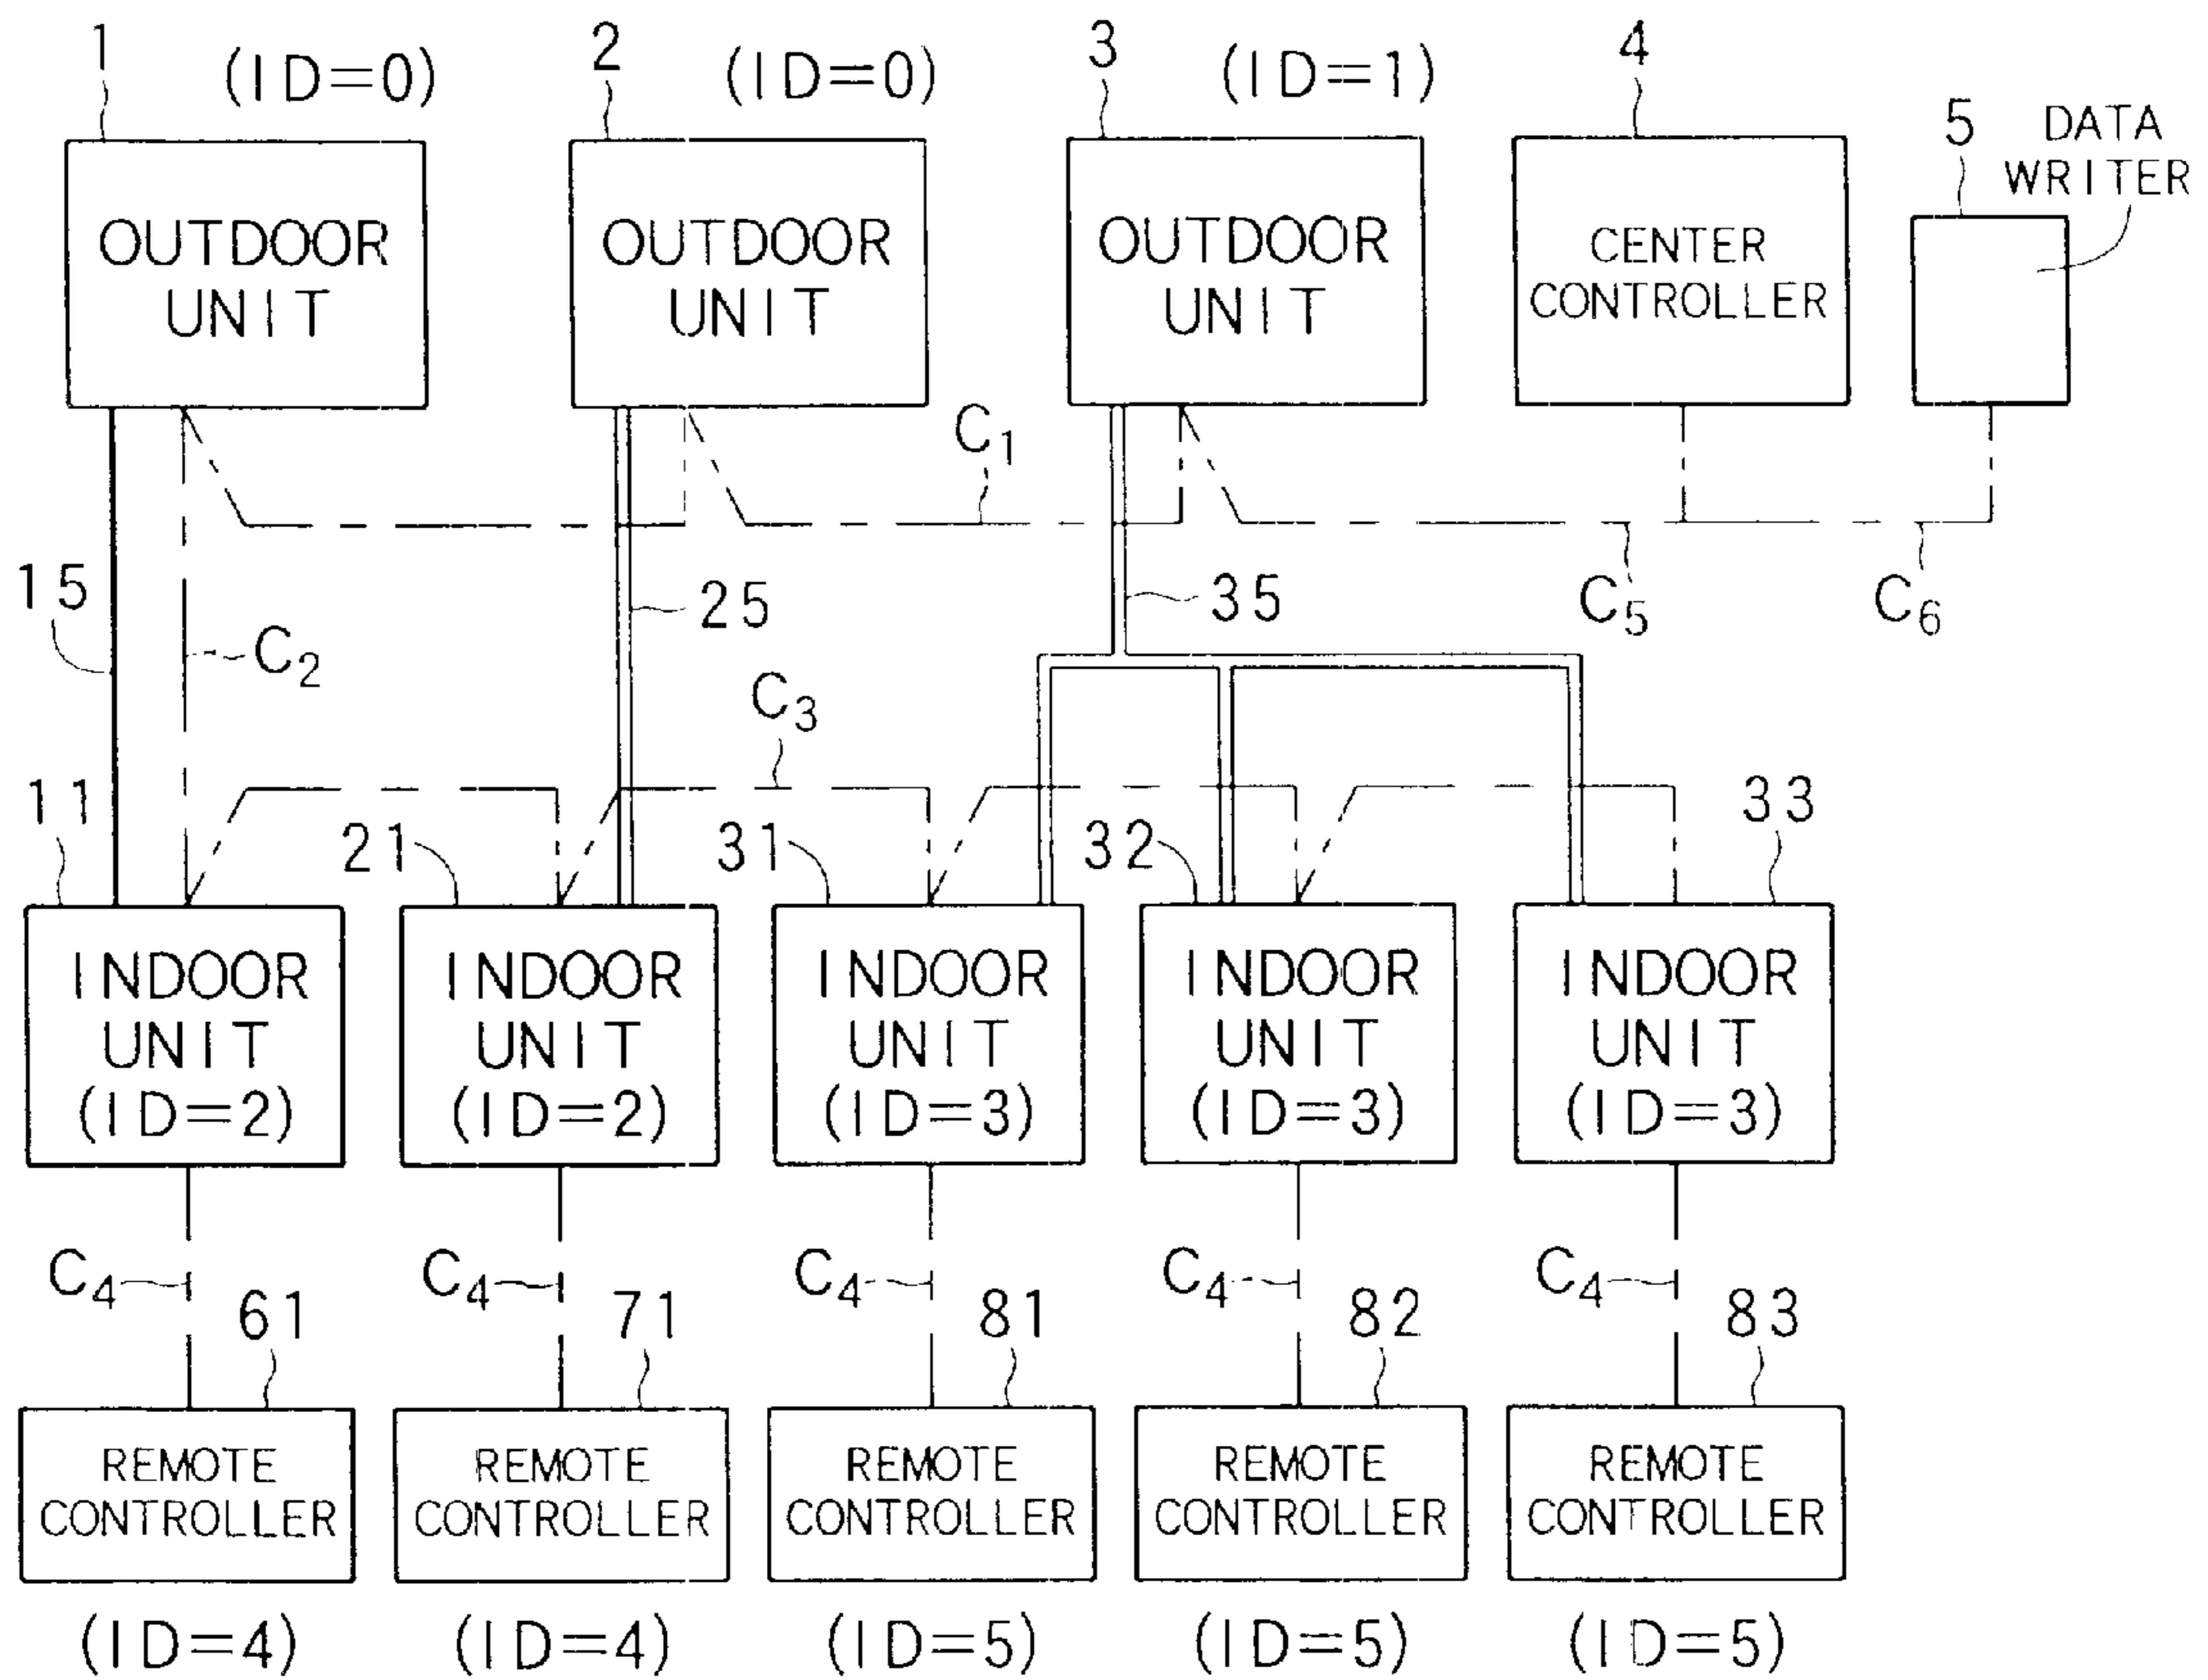 1 (ID=0) 2 (ID=0) 3 (ID=1) 4
5 DATA
WRITER
OUTDOOR
UNIT
OUTDOOR
UNIT
OUTDOOR
UNIT
CENTER
CONTROLLER
C1
15 25 35 C5 C6
C2
C3
11 21 31 32 33
INDOOR
UNIT
(ID=2)
INDOOR
UNIT
(ID=2)
INDOOR
UNIT
(ID=3)
INDOOR
UNIT
(ID=3)
INDOOR
UNIT
(ID=3)
C4 C4 C4 C4 C4
61 71 81 82 83
REMOTE
CONTROLLER
REMOTE
CONTROLLER
REMOTE
CONTROLLER
REMOTE
CONTROLLER
REMOTE
CONTROLLER
(ID=4) (ID=4) (ID=5) (ID=5) (ID=5)